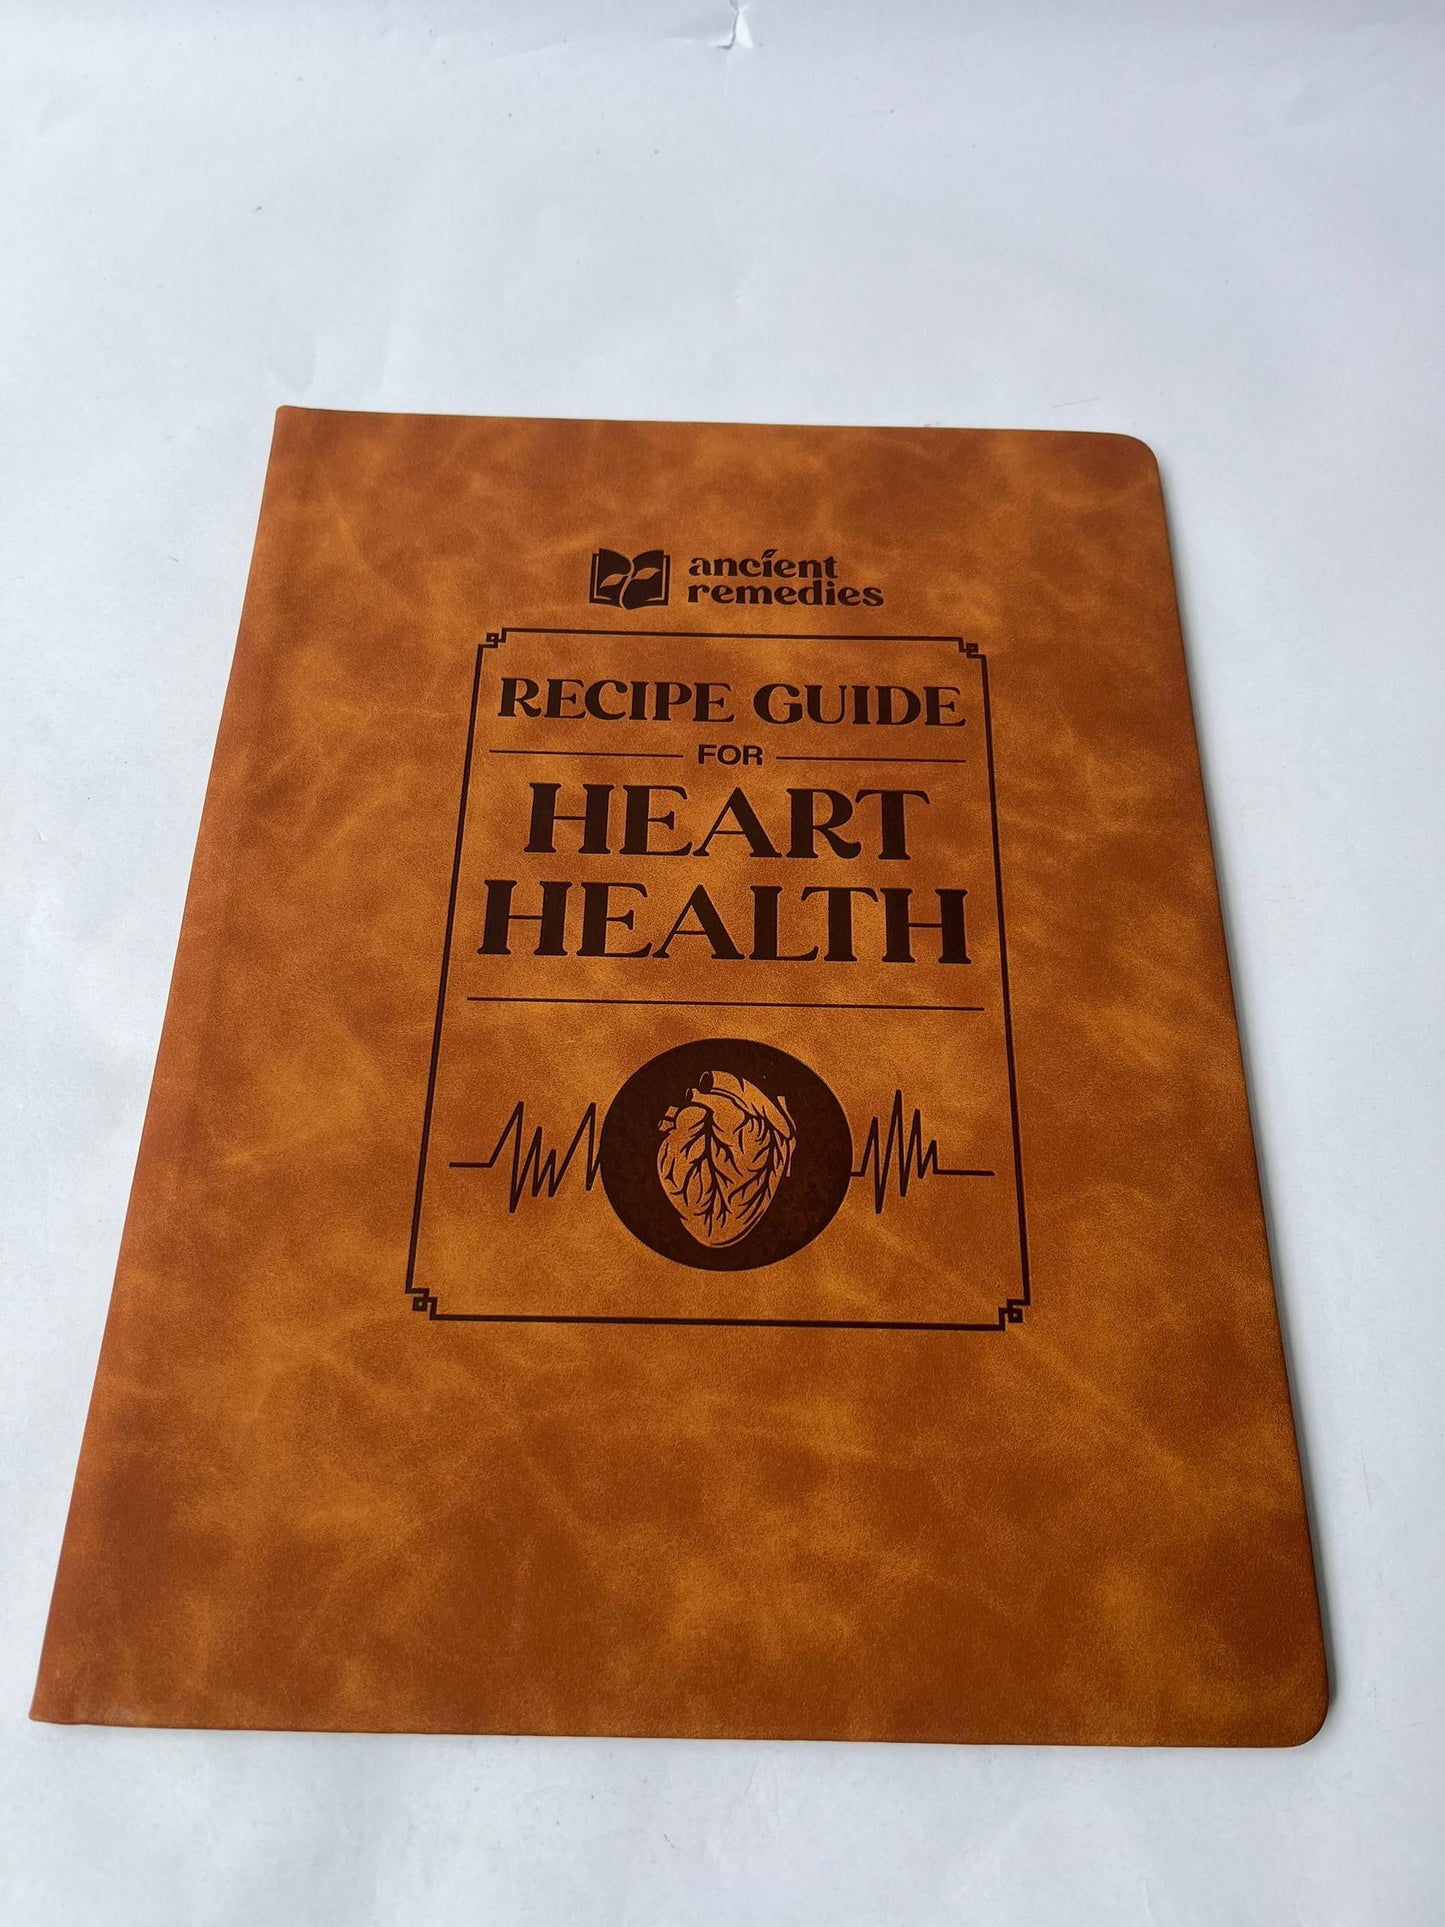 ancient
remedies
RECIPE GUIDE
FOR
HEART
HEALTH